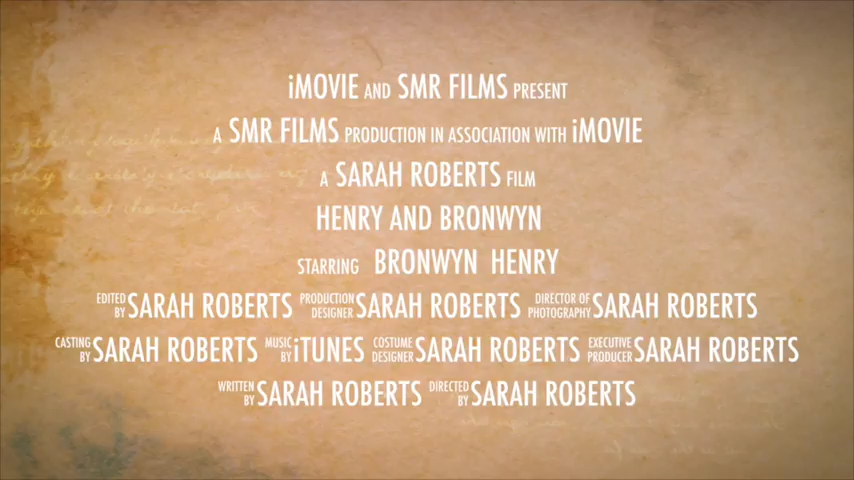 iMOVIE AND SMR FILMS PRESENT
A SMR FILMS PRODUCTION IN ASSOCIATION WITH iMOVIE
A SARAH ROBERTS FILM
HENRY AND BRONWYN
STARRING BRONWYN HENRY
EDITED BY SARAH ROBERTS PRODUCTION DESIGNER SARAH ROBERTS DIRECTOR OF PHOTOGRAPHY SARAH ROBERTS
CASTING BY SARAH ROBERTS MUSIC BY iTUNES COSTUME DESIGNER SARAH ROBERTS EXECUTIVE PRODUCER SARAH ROBERTS
WRITTEN BY SARAH ROBERTS DIRECTED BY SARAH ROBERTS